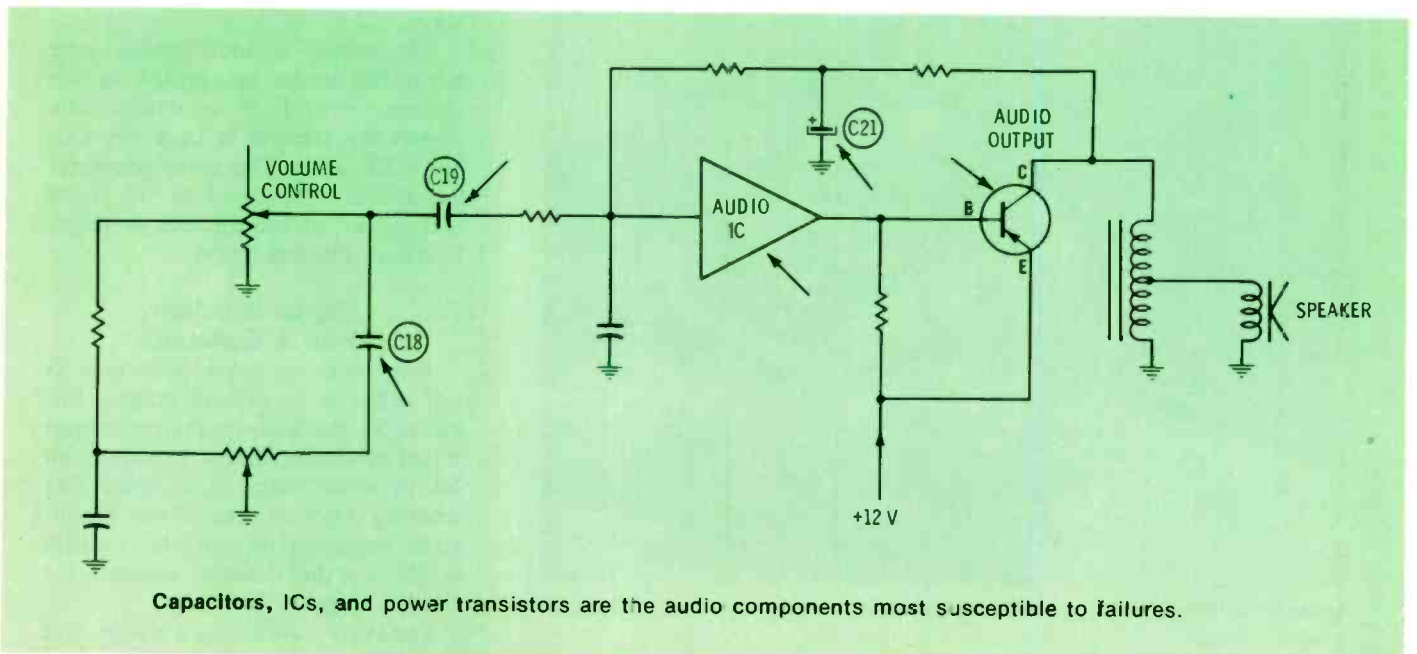 VOLUME
CONTROL
C19
C18
C21
AUDIO
IC
AUDIO
OUTPUT
C
B
E
+
+12 V
SPEAKER
Capacitors, ICs, and power transistors are the audio components most susceptible to failures.